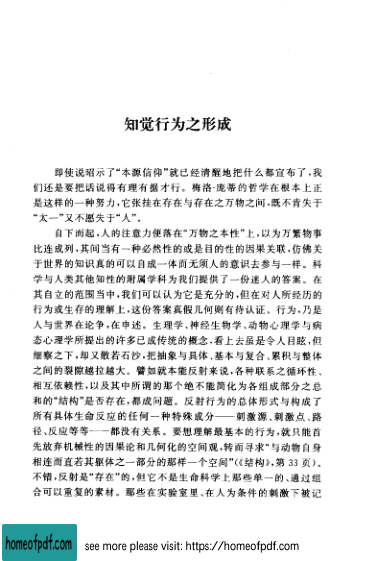 知觉行为之形成
即使说昭示了“本源信仰”就已经清醒地把什么都宣布了，我
们还是要把话说得有理有据才行。梅洛-庞蒂的哲学在根本上正
是这样的一种努力，它张挂在存在与存在之万物之间，既不肯失于
“太一”又不愿失于“人”。
自下而起，人的注意力便落在“万物之本性”上，以为万繁物事
比连成列，其间当有一种必然性的或是目的性的因果关联，仿佛关
于世界的知识真的可以自成一体而无须人的意识去参与一样。科
学与人类其他知性的附属学科为我们提供了一份迷人的答案。在
其自立的范围当中，我们可以认为它是充分的，但在对人所经历的
行为或生存的理解上，这份答案真假几何则有待认证。行为，乃是
人与世界在论争，在申述。生理学、神经生物学、动物心理学与病
态心理学所提出的许多已成传统的概念，看上去虽是令人目眩，但
细察之下，却又散若石沙，把抽象与具体、基本与复合、累积与整体
之间的裂隙越拉越大。譬如就本能反射来说，各种联系之循环性、
相互依赖性，以及其中所谓的那个绝不能简化为各组成部分之总
和的“结构”是否存在，都成问题。反射行为的总体形式与构成了
所有具体生命反应的任何一种特殊成分——刺激源、刺激点、路
径、反应等等——都没有关系。要想理解最基本的行为，就只能首
先放弃机械性的因果论和几何化的空间观，转而寻求“与动物自身
相连而直若其躯体之一部分的那样一个空间”(《结构》，第 33 页)。
不错，反射是“存在”的，但它不是生命科学上那些单一的、通过组
合可以重复的素材。那些在实验室里、在人为条件的刺激下被记
homeofpdf.com
see more please visit: https://homeofpdf.com